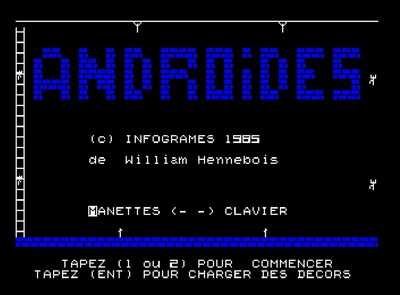 ANDROiDES
(c) INFOGRAMES 1985
de William Hennebois
MANETTES (- -) CLAVIER
TAPEZ (1 ou 2) POUR COMMENCER
TAPEZ (ENT) POUR CHARGER DES DECORS